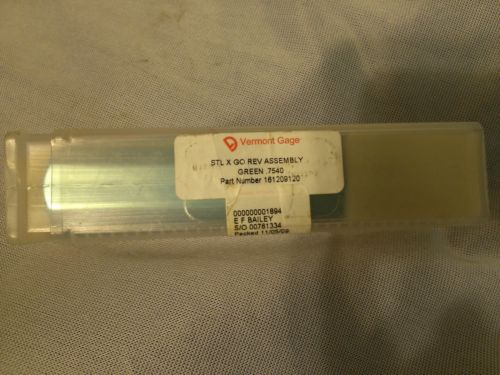 Vermont Gage
STL X GO REV ASSEMBLY
GREEN .7540
Part Number 161209120
000000001894
E F BAILEY
S/O 00761334
Packed 11/05/09